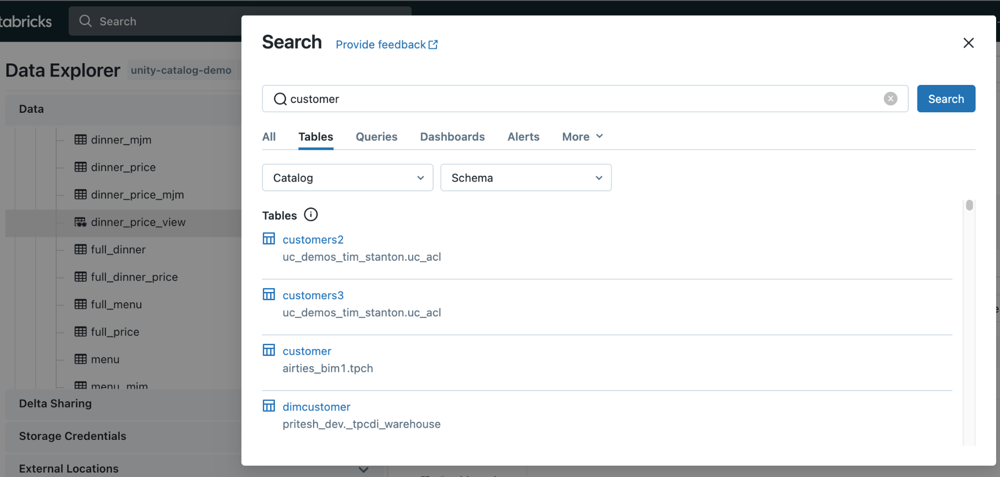 tabricks
Search
Data Explorer
unity-catalog-demo
Data
dinner_mjm
dinner_price
dinner_price_mjm
dinner_price_view
full_dinner
full_dinner_price
full_menu
full_price
menu
menu_mjm
Delta Sharing
Storage Credentials
External Locations
Search
Provide feedback
customer
Search
All Tables Queries Dashboards Alerts More
Catalog
Schema
Tables
customers2
uc_demos_tim_stanton.uc_acl
customers3
uc_demos_tim_stanton.uc_acl
customer
airties_bim1.tpch
dimcustomer
pritesh_dev._tpcdi_warehouse